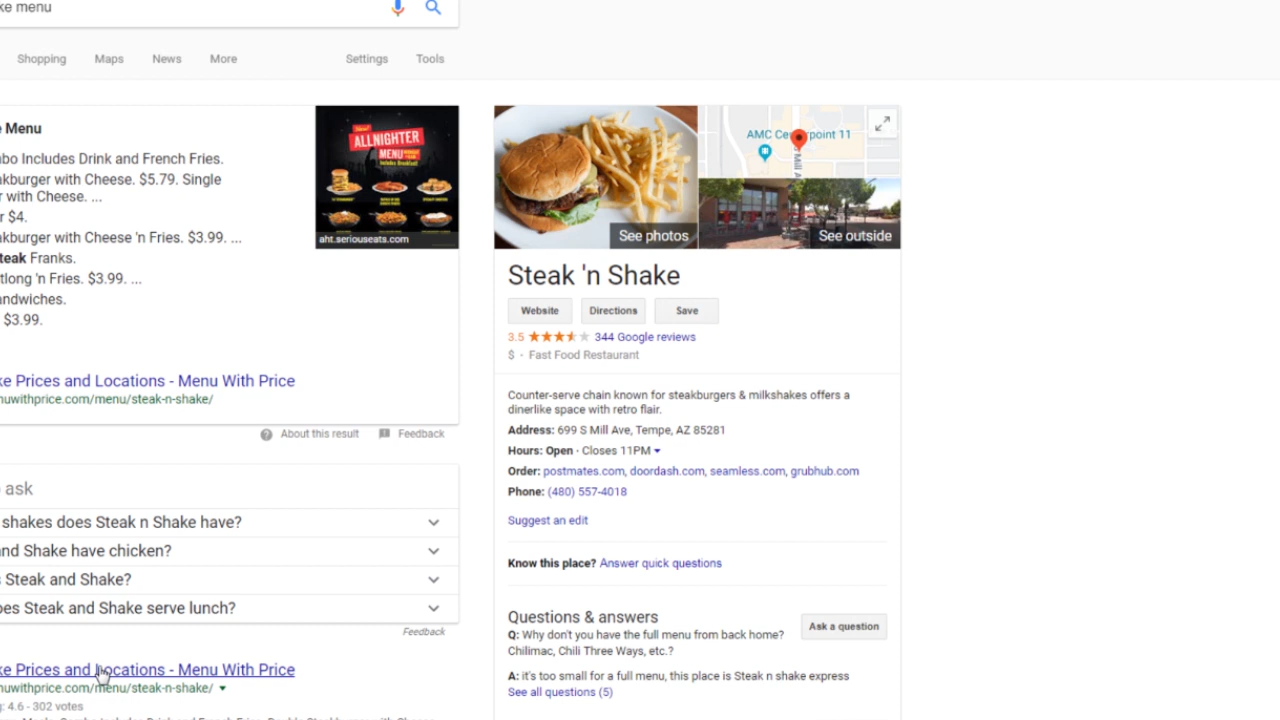 ke menu
Shopping Maps News More Settings Tools
e Menu
nbo Includes Drink and French Fries.
akburger with Cheese. $5.79. Single
r with Cheese. ...
r $4.
akburger with Cheese 'n Fries. $3.99. ...
teak Franks.
tlong 'n Fries. $3.99. ...
andwiches.
$3.99.
New!
ALLNIGHTER
MENU
aht.seriouseats.com
ke Prices and Locations - Menu With Price
nuwithprice.com/menu/steak-n-shake/
About this result Feedback
ask
shakes does Steak n Shake have?
and Shake have chicken?
s Steak and Shake?
oes Steak and Shake serve lunch?
Feedback
ke Prices and Locations - Menu With Price
nuwithprice.com/menu/steak-n-shake/
4.6 - 302 votes
See photos
AMC Ce rpoint 11
Mill A
See outside
Steak 'n Shake
Website Directions Save
3.5 344 Google reviews
$ · Fast Food Restaurant
Counter-serve chain known for steakburgers & milkshakes offers a
dinerlike space with retro flair.
Address: 699 S Mill Ave, Tempe, AZ 85281
Hours: Open · Closes 11PM
Order: postmates.com, doordash.com, seamless.com, grubhub.com
Phone: (480) 557-4018
Suggest an edit
Know this place? Answer quick questions
Questions & answers
Ask a question
Q: Why don't you have the full menu from back home?
Chilimac, Chili Three Ways, etc.?
A: it's too small for a full menu, this place is Steak n shake express
See all questions (5)